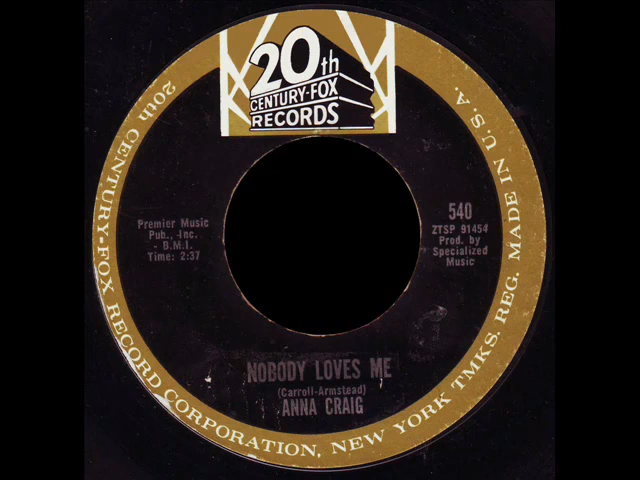 20th
CENTURY-FOX
RECORDS
20th CENTURY-FOX RECORD CORPORATION, NEW YORK TMKS. REG. MADE IN U.S.A.
Premier Music
Pub., Inc.
- B.M.I.
Time: 2:37
540
ZTSP 91454
Prod. by
Specialized
Music
NOBODY LOVES ME
(Carroll-Armstead)
ANNA CRAIG